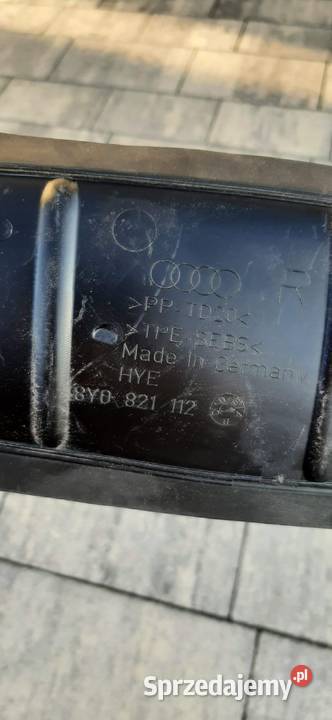 R
>PP-TD20<
>TPE-SEBS<
Made In Germany
HYE
8Y0 821 112
Sprzedajemy.pl